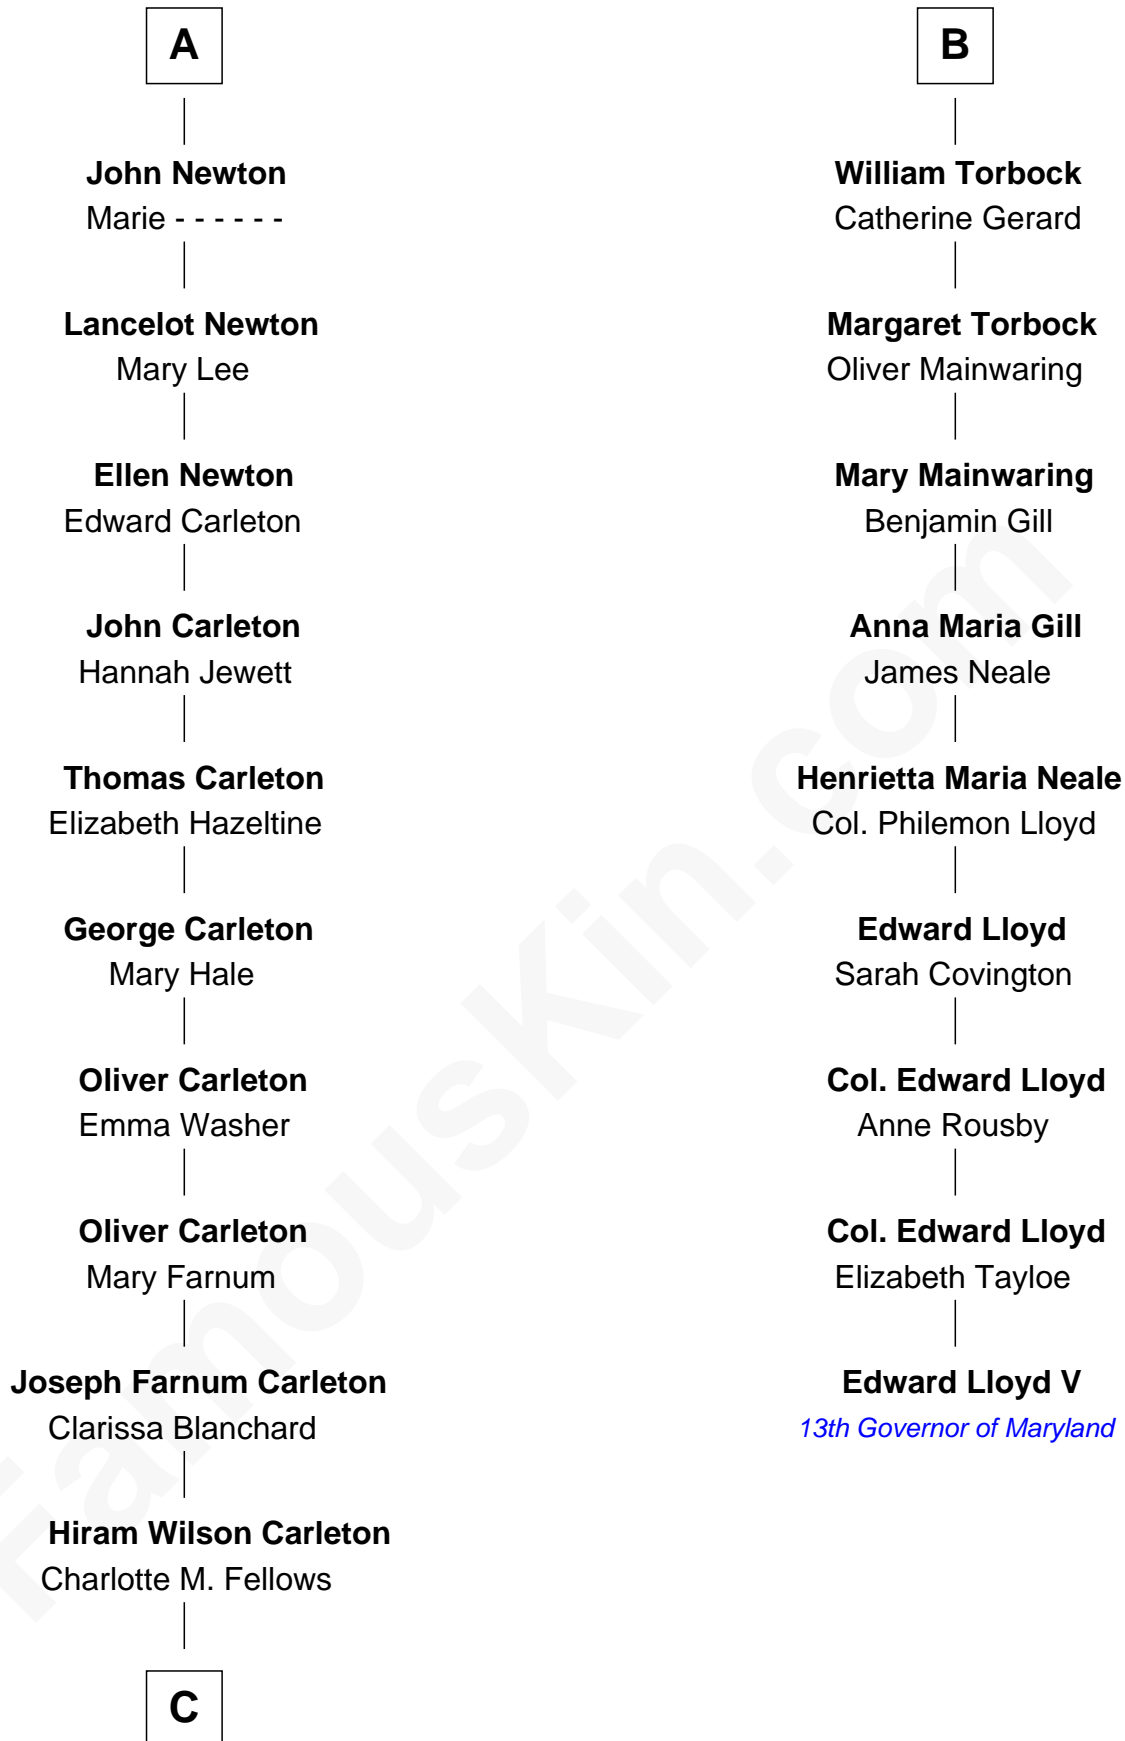 A
John Newton
Marie - - - - - -
Lancelot Newton
Mary Lee
Ellen Newton
Edward Carleton
John Carleton
Hannah Jewett
Thomas Carleton
Elizabeth Hazeltine
George Carleton
Mary Hale
Oliver Carleton
Emma Washer
Oliver Carleton
Mary Farnum
Joseph Farnum Carleton
Clarissa Blanchard
Hiram Wilson Carleton
Charlotte M. Fellows
C
B
William Torbock
Catherine Gerard
Margaret Torbock
Oliver Mainwaring
Mary Mainwaring
Benjamin Gill
Anna Maria Gill
James Neale
Henrietta Maria Neale
Col. Philemon Lloyd
Edward Lloyd
Sarah Covington
Col. Edward Lloyd
Anne Rousby
Col. Edward Lloyd
Elizabeth Tayloe
Edward Lloyd V
13th Governor of Maryland
FamousKin.com